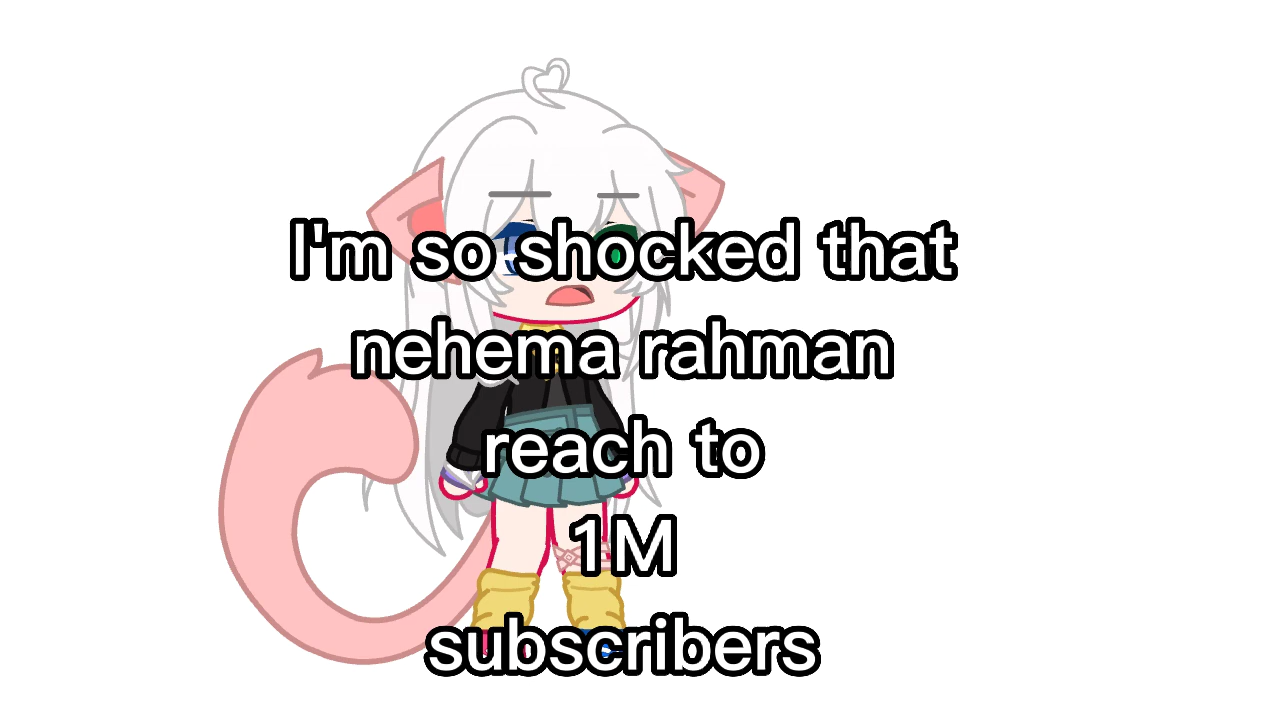 I'm so shocked that
nehema rahman
reach to
1M
subscribers